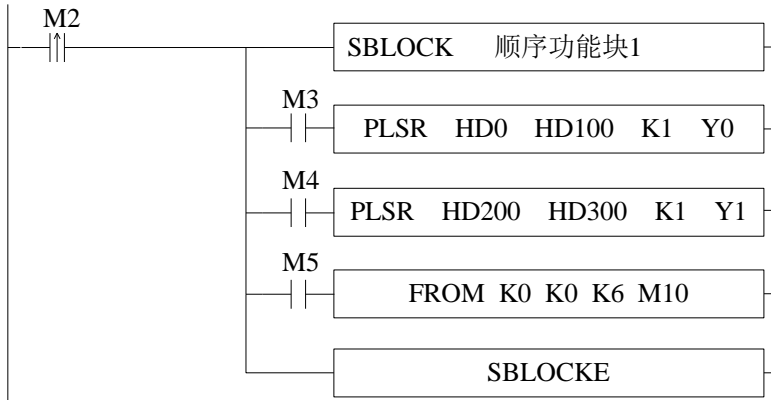 M2
SBLOCK 顺序功能块1
M3
PLSR HD0 HD100 K1 Y0
M4
PLSR HD200 HD300 K1 Y1
M5
FROM K0 K0 K6 M10
SBLOCKE